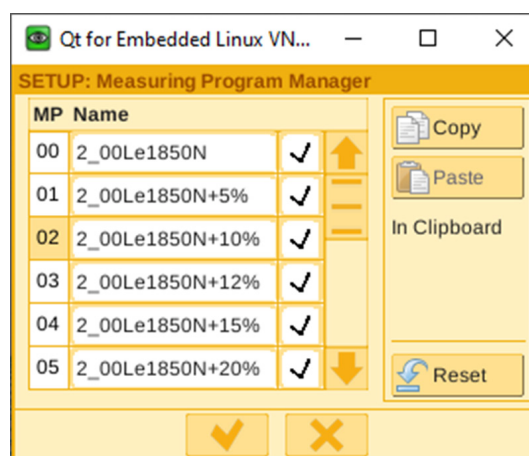 Qt for Embedded Linux VN...
SETUP: Measuring Program Manager
MP Name
00 2_00Le1850N
01 2_00Le1850N+5%
02 2_00Le1850N+10%
03 2_00Le1850N+12%
04 2_00Le1850N+15%
05 2_00Le1850N+20%
Copy
Paste
In Clipboard
Reset